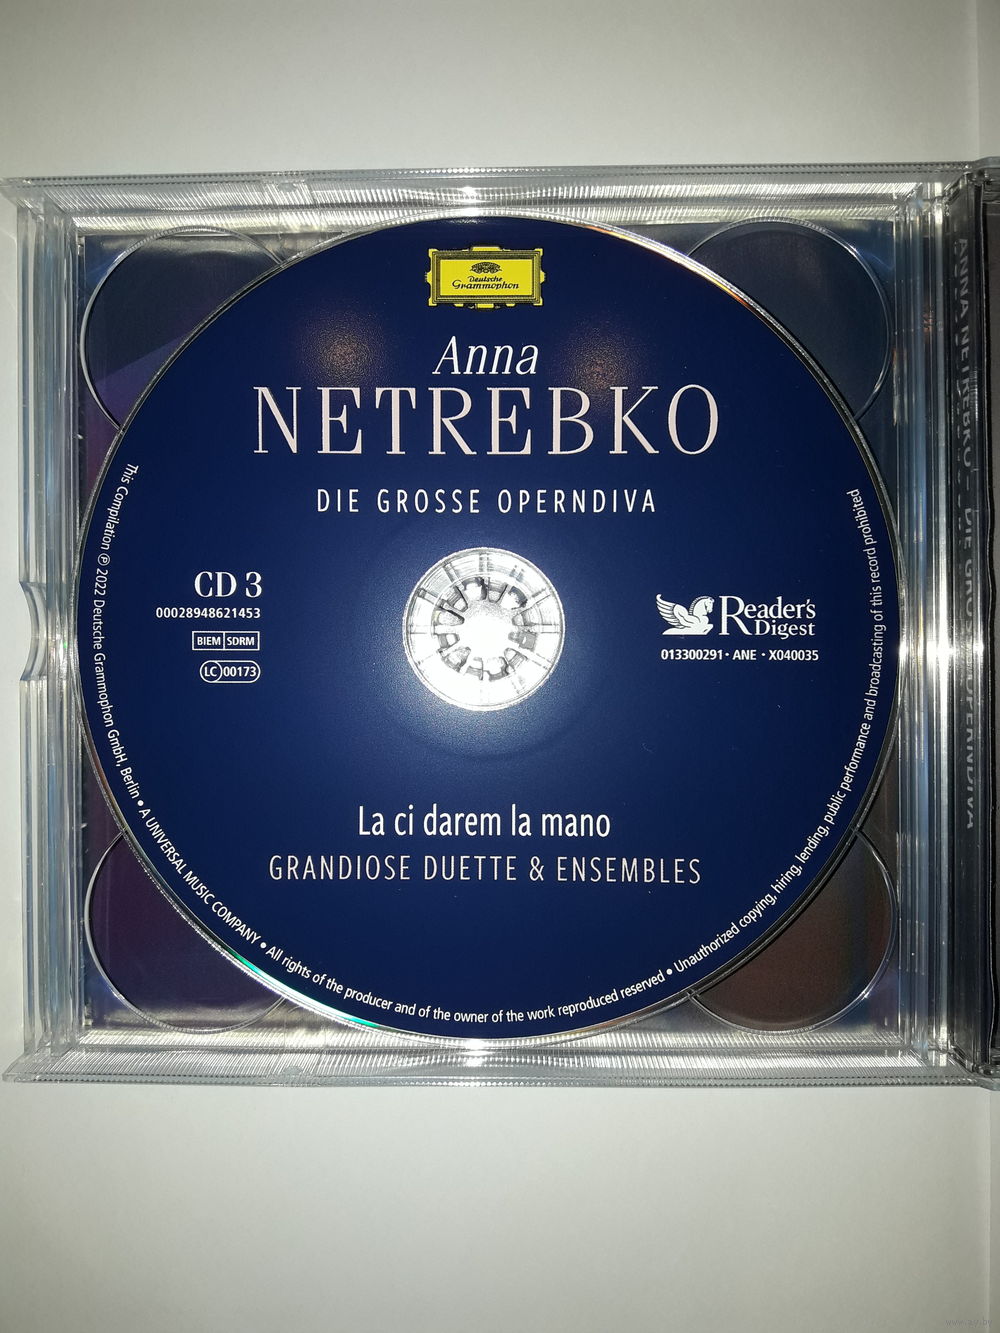 Deutsche
Grammophon
Anna
NETREBKO
DIE GROSSE OPERNDIVA
CD 3
00028948621453
BIEM SDRM
LC 00173
Reader's
Digest
013300291 · ANE · X040035
La ci darem la mano
GRANDIOSE DUETTE & ENSEMBLES
This Compilation ℗ 2022 Deutsche Grammophon GmbH, Berlin • A UNIVERSAL MUSIC COMPANY • All rights of the producer and of the owner of the work reproduced reserved • Unauthorized copying, hiring, lending, public performance and broadcasting of this record prohibited
ANNA NETREBKO – DIE GROSSE OPERNDIVA
www.ay.by